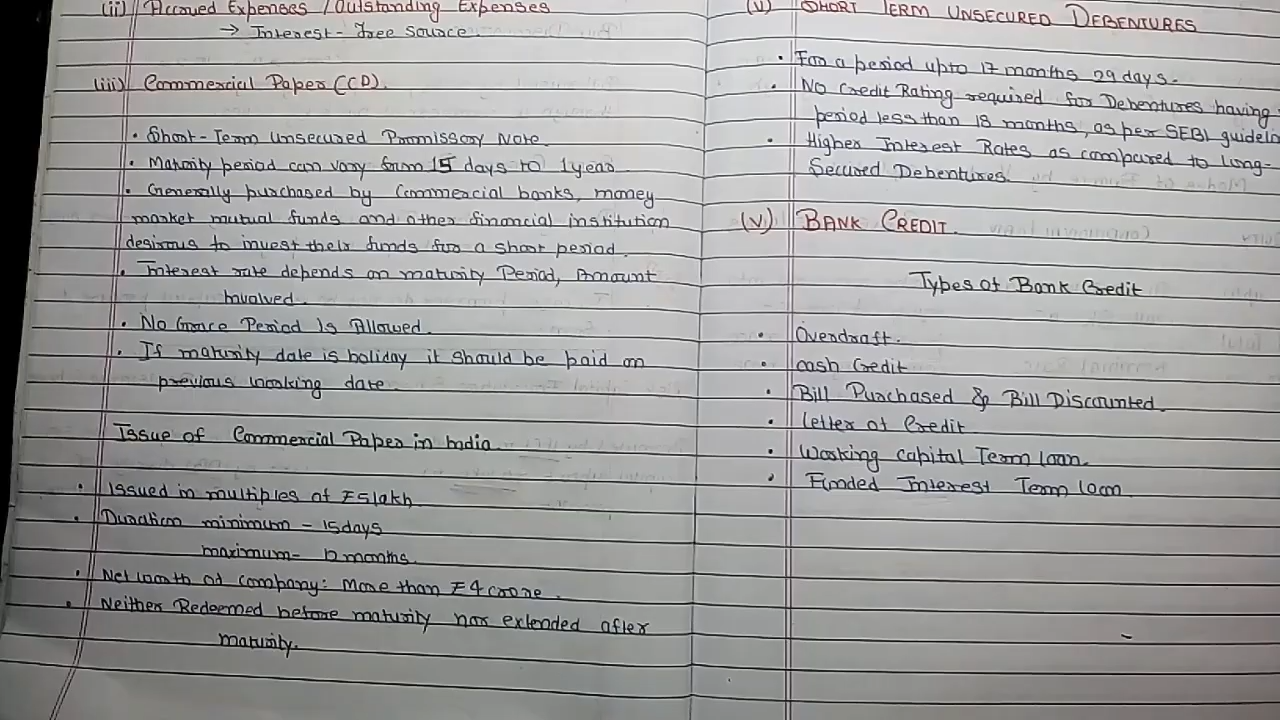 (ii) Accrued Expenses / Outstanding Expenses
→ Interest-free source.
(iii) Commercial Paper (CD).
• Short-Term Unsecured Promissory Note.
• Maturity period can vary from 15 days to 1 year
• Generally purchased by Commercial banks, money
market mutual funds and other financial institution
desirous to invest their funds for a short period.
• Interest rate depends on maturity Period, Amount
Involved.
• No Grace Period Is Allowed.
• If maturity date is holiday it should be paid on
previous working date.
Issue of Commercial Paper in India
• Issued in multiples of ₹5 lakh
• Duration minimum - 15 days
maximum- 12 months.
• Net worth of company: More than ₹4 crore.
• Neither Redeemed before maturity nor extended after
maturity.
(V) SHORT TERM UNSECURED DEBENTURES
• For a period upto 17 months 29 days.
• No Credit Rating required for Debentures having
period less than 18 months, as per SEBI guideln
• Higher Interest Rates as compared to long-
Secured Debentures.
(V) BANK CREDIT.
Types of Bank Credit
• Overdraft.
• Cash Credit
• Bill Purchased & Bill Discounted.
• Letter of Credit
• Working capital Term loan.
• Funded Interest Term loan